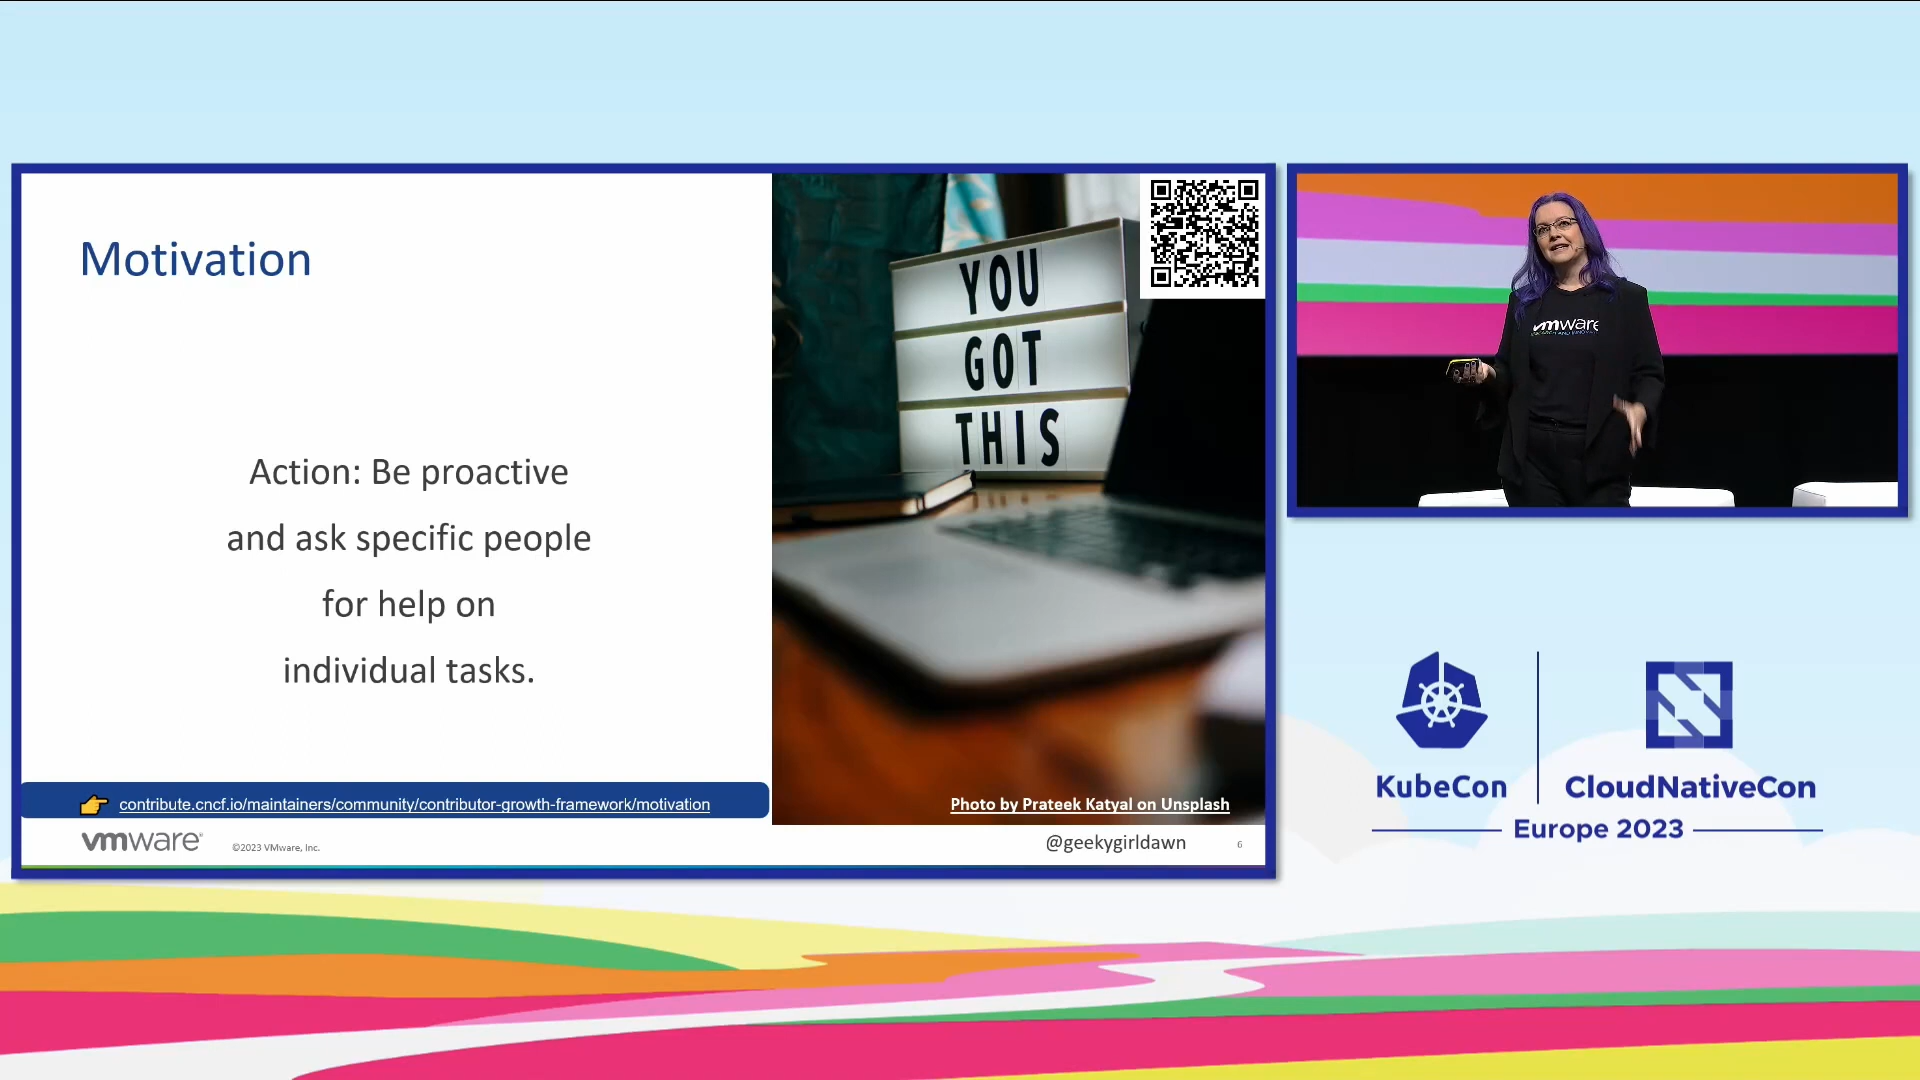 Motivation
Action: Be proactive
and ask specific people
for help on
individual tasks.
YOU
GOT
THIS
contribute.cncf.io/maintainers/community/contributor-growth-framework/motivation
Photo by Prateek Katyal on Unsplash
vmware®
©2023 VMware, Inc.
@geekygirldawn
6
vmware
KubeCon
CloudNativeCon
Europe 2023